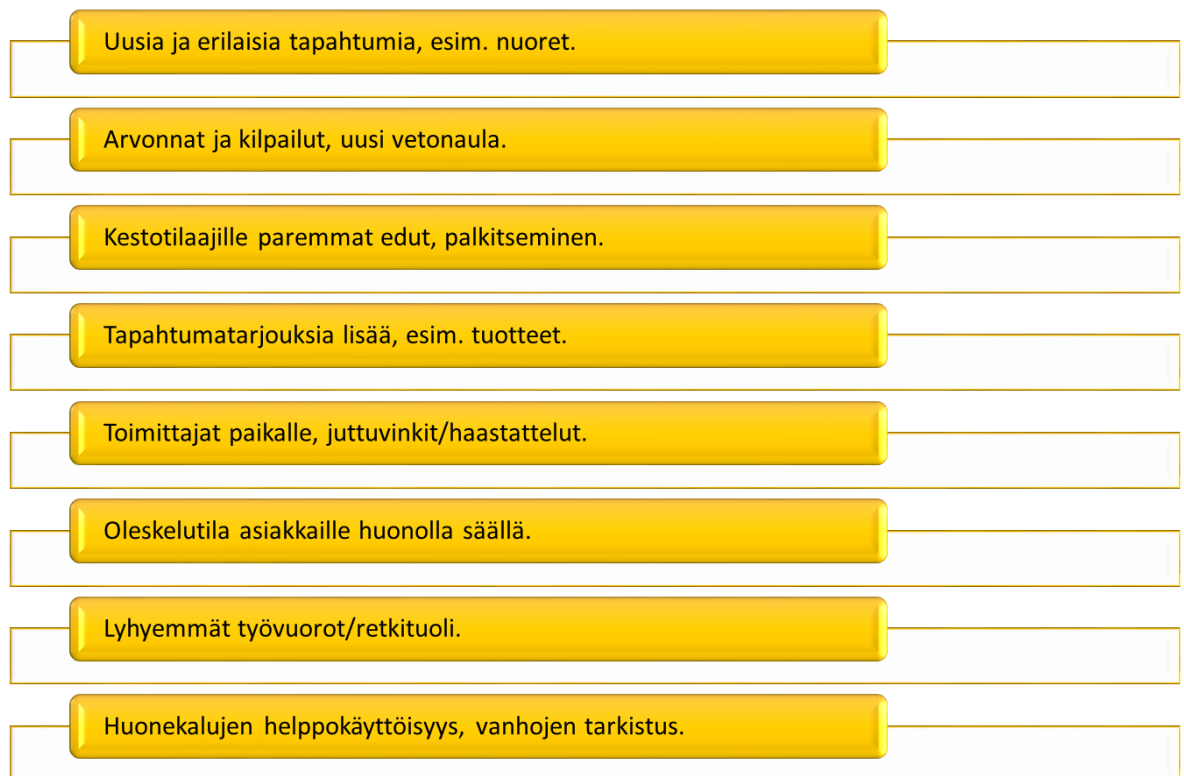 Uusia ja erilaisia tapahtumia, esim. nuoret.
Arvonnat ja kilpailut, uusi vetonaula.
Kestotilaajille paremmat edut, palkitseminen.
Tapahtumatarjouksia lisää, esim. tuotteet.
Toimittajat paikalle, juttuvinkit/haastattelut.
Oleskelutila asiakkaille huonolla säällä.
Lyhyemmät työvuorot/retkituoli.
Huonekalujen helppokäyttöisyys, vanhojen tarkistus.